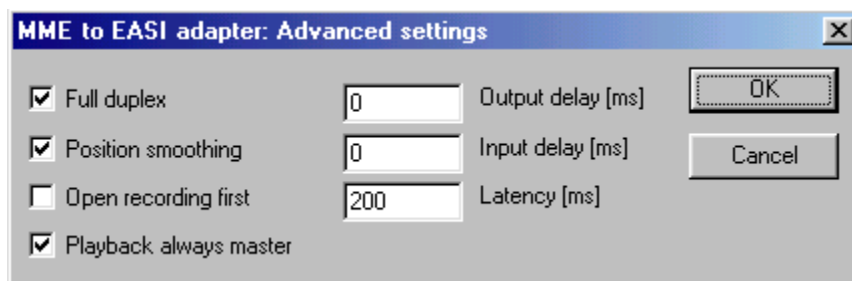 MME to EASI adapter: Advanced settings
Full duplex 0 Output delay [ms] OK
Position smoothing 0 Input delay [ms] Cancel
Open recording first 200 Latency [ms]
Playback always master